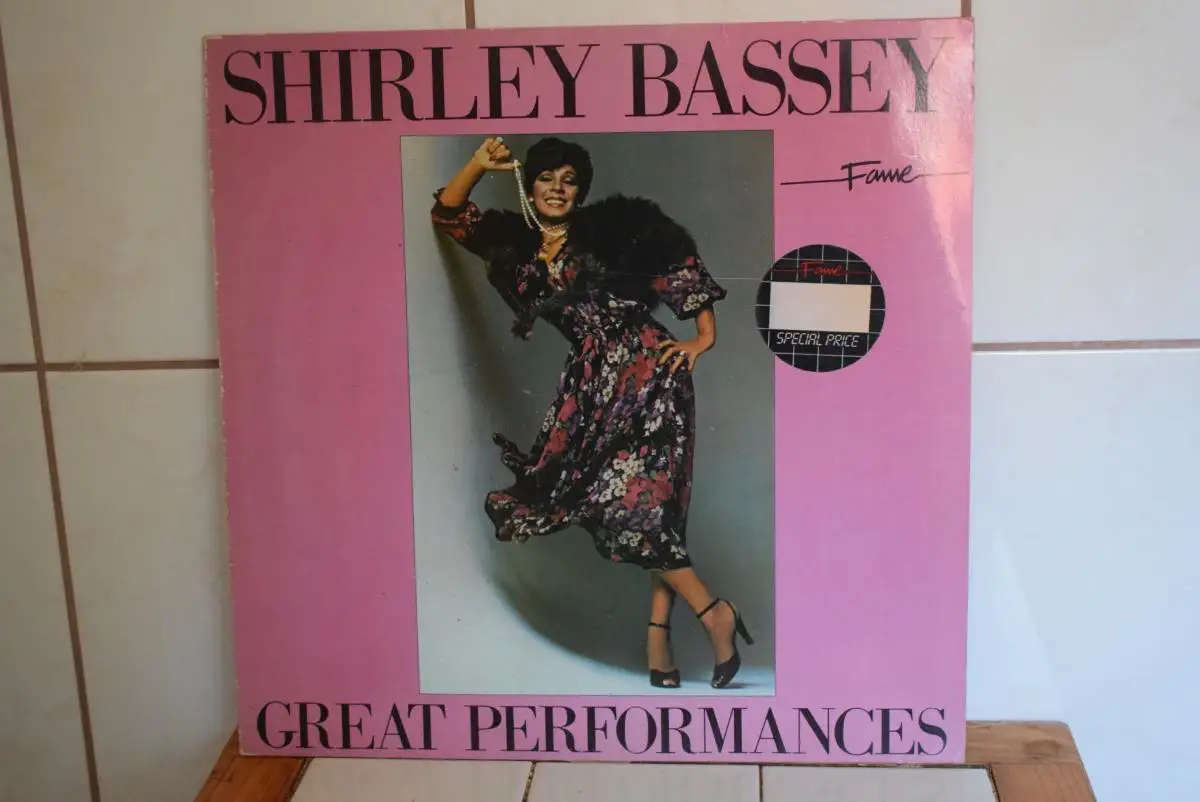 SHIRLEY BASSEY
Fame
Fame
SPECIAL PRICE
GREAT PERFORMANCES